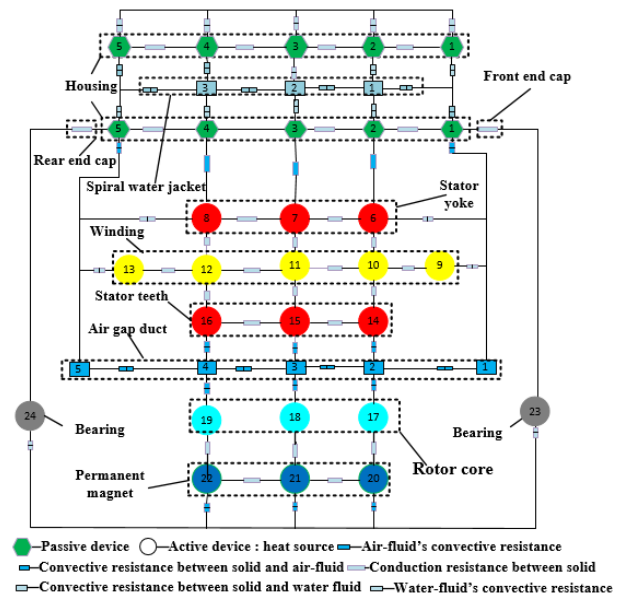 5 4 3 2 1
Housing
3 2 1
Front end cap
5 4 3 2 1
Rear end cap
Spiral water jacket
Stator yoke
8 7 6
Winding
13 12 11 10 9
Stator teeth
16 15 14
Air gap duct
5 4 3 2 1
24
Bearing
19 18 17
23
Bearing
Rotor core
Permanent magnet
22 21 20
Passive device
Active device : heat source
Air-fluid's convective resistance
Convective resistance between solid and air-fluid
Conduction resistance between solid
Convective resistance between solid and water fluid
Water-fluid's convective resistance